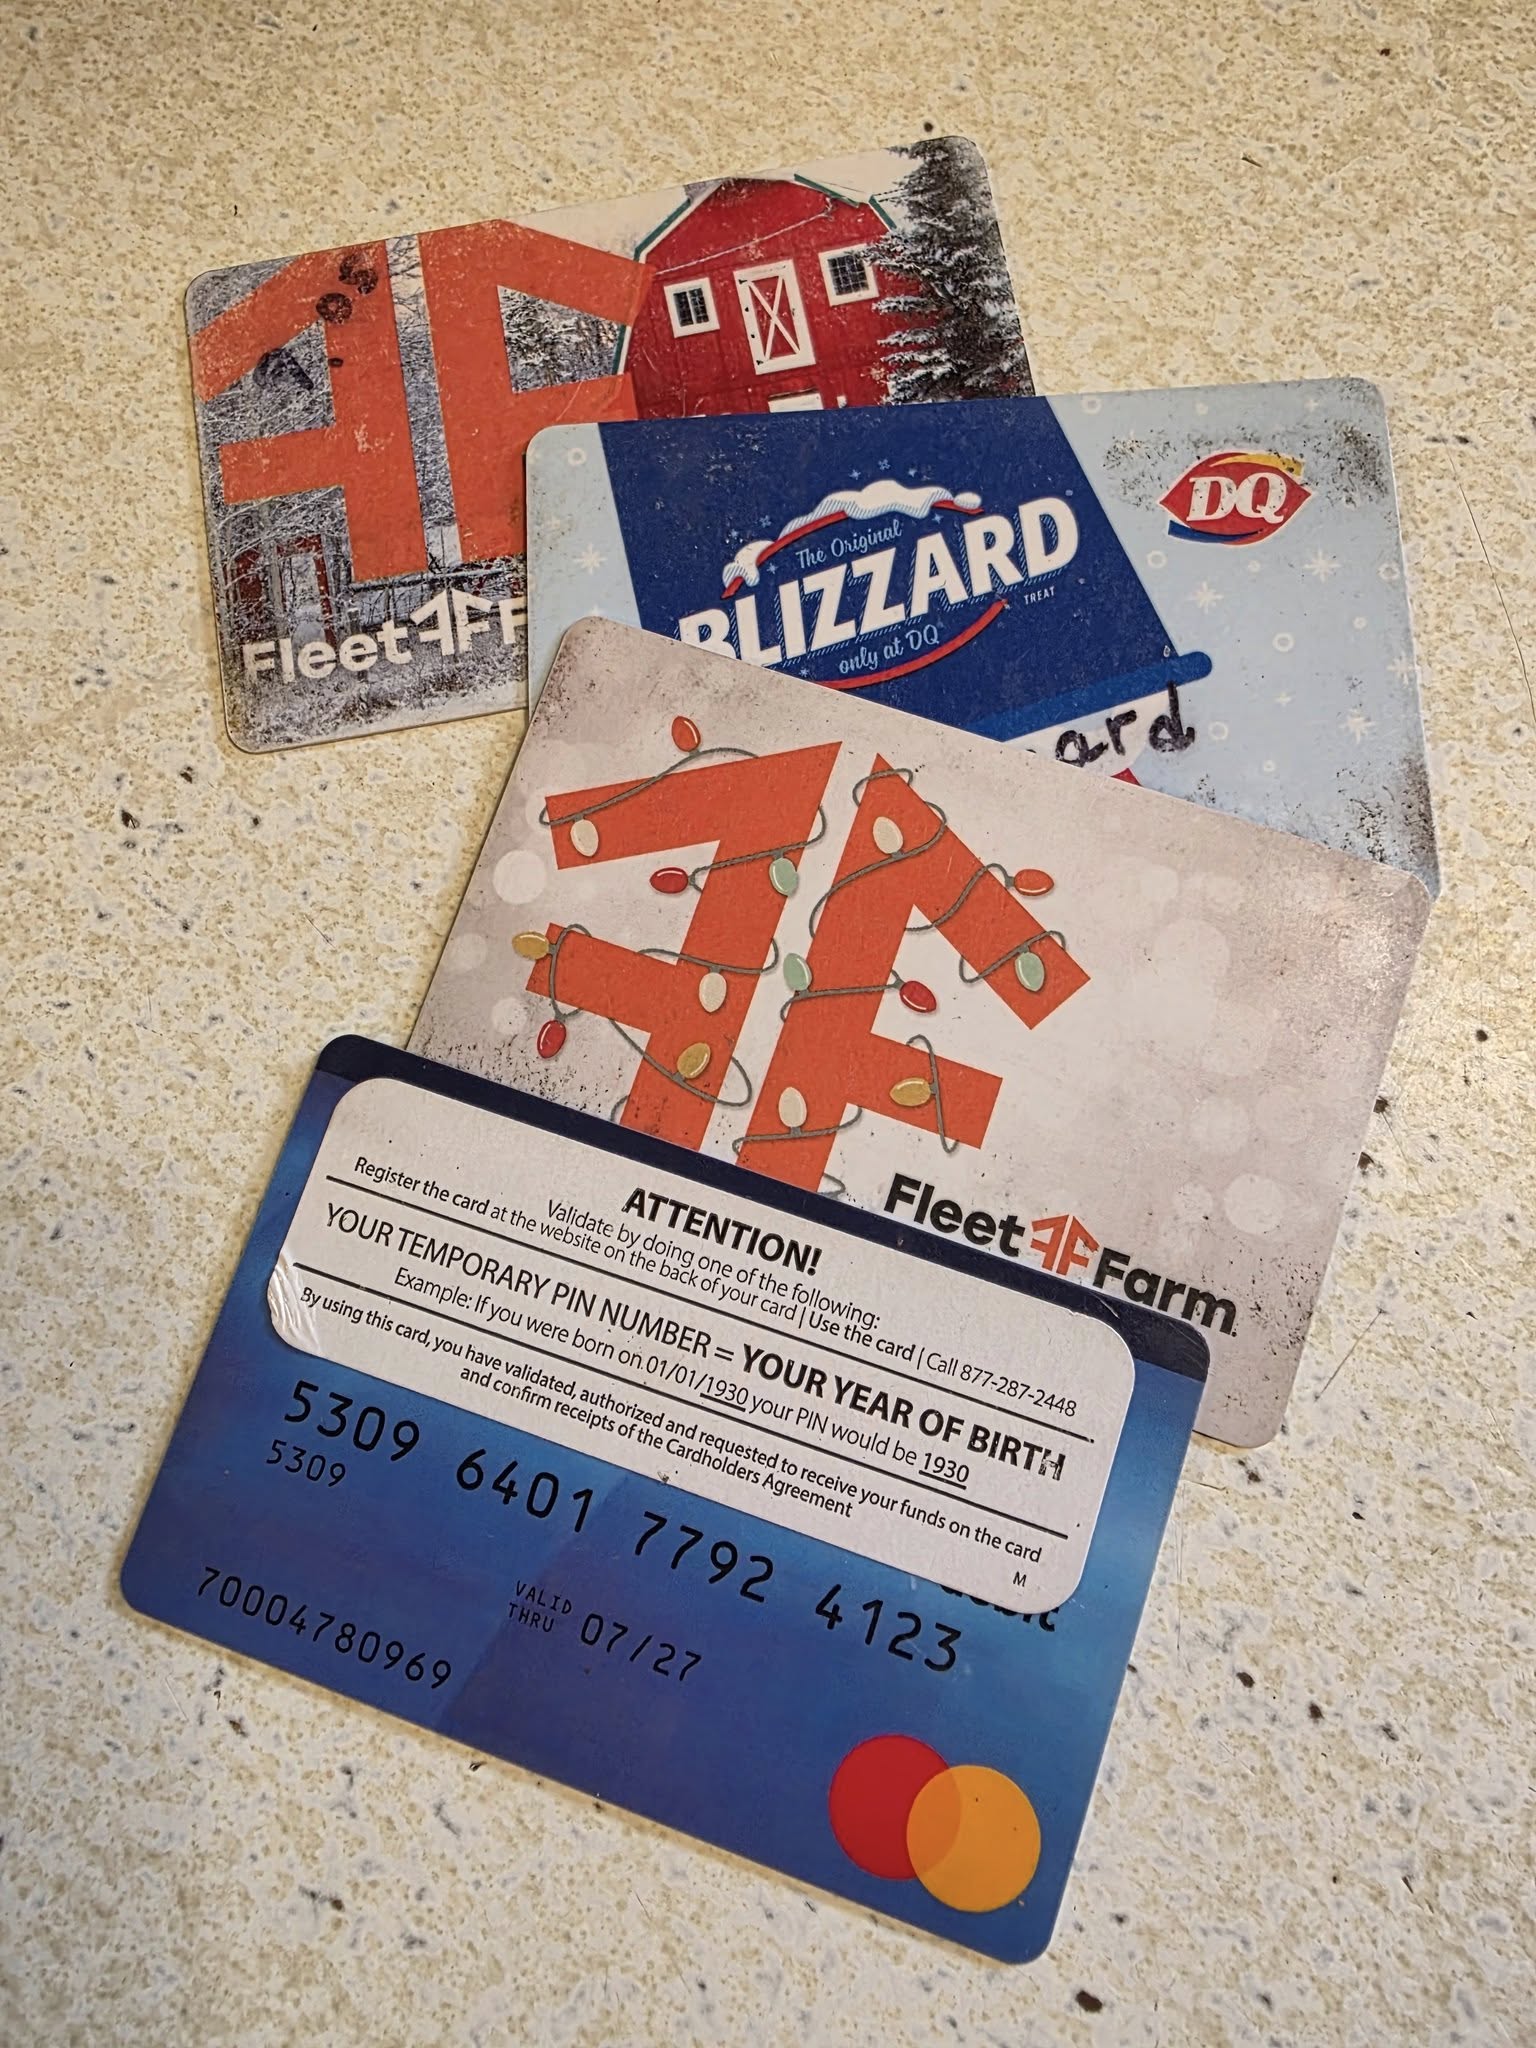 Fleet
The Original
BLIZZARD
TREAT
only at DQ
DQ
ard
Fleet Farm
ATTENTION!
Validate by doing one of the following:
Register the card at the website on the back of your card | Use the card | Call 877-287-2448
YOUR TEMPORARY PIN NUMBER = YOUR YEAR OF BIRTH
Example: If you were born on 01/01/1930 your PIN would be 1930
By using this card, you have validated, authorized and requested to receive your funds on the card
and confirm receipts of the Cardholders Agreement
M
5309 6401 7792 4123
5309
VALID
THRU 07/27
70004780969